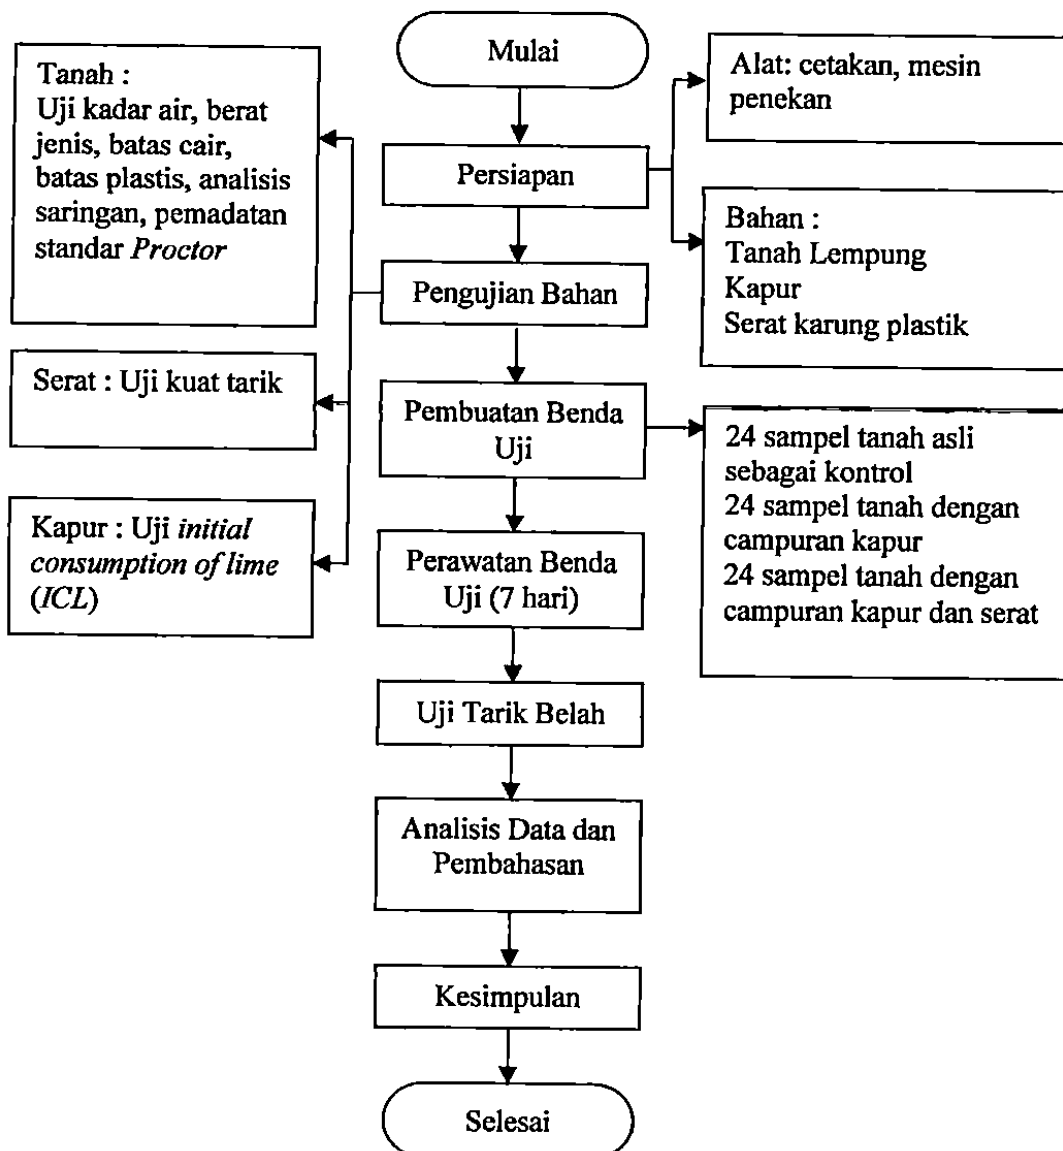 Mulai
Tanah :
Uji kadar air, berat
jenis, batas cair,
batas plastis, analisis
saringan, pemadatan
standar Proctor
Alat: cetakan, mesin
penekan
Persiapan
Bahan :
Tanah Lempung
Kapur
Serat karung plastik
Pengujian Bahan
Serat : Uji kuat tarik
Pembuatan Benda
Uji
24 sampel tanah asli
sebagai kontrol
24 sampel tanah dengan
campuran kapur
24 sampel tanah dengan
campuran kapur dan serat
Kapur : Uji initial
consumption of lime
(ICL)
Perawatan Benda
Uji (7 hari)
Uji Tarik Belah
Analisis Data dan
Pembahasan
Kesimpulan
Selesai